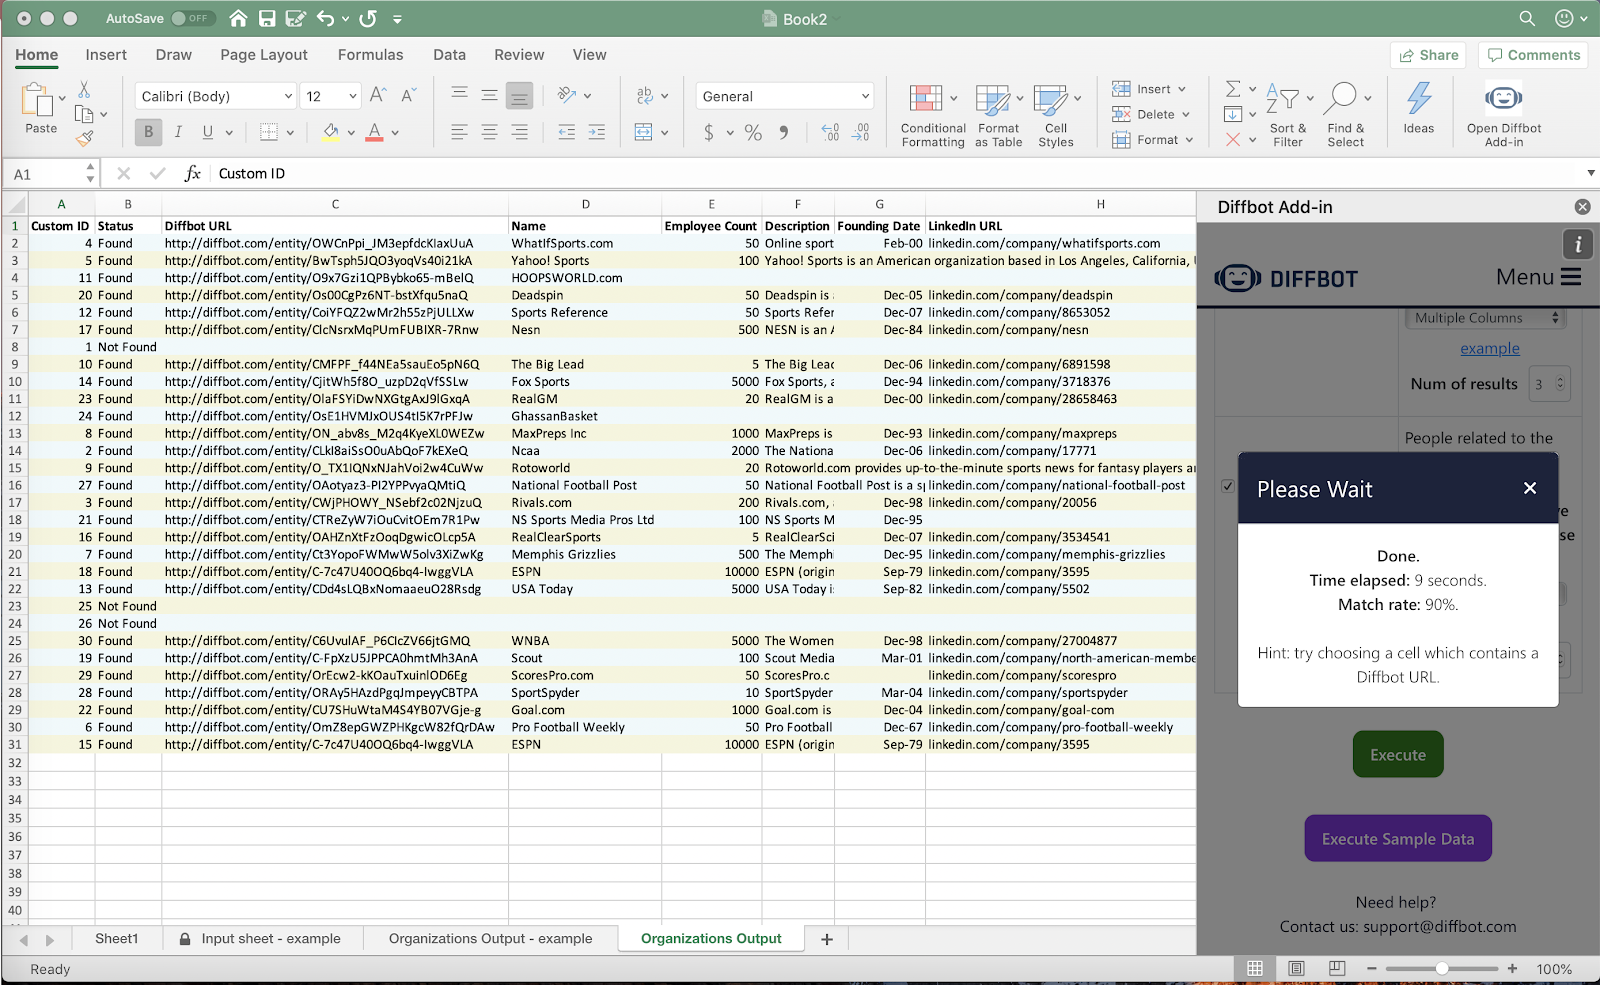 AutoSave OFF Book2
Home Insert Draw Page Layout Formulas Data Review View Share Comments
Paste Calibri (Body) 12 General Conditional Formatting Format as Table Cell Styles Insert Delete Format Sort & Filter Find & Select Ideas Open Diffbot Add-in
B I U A $ % 9
A1 fx Custom ID
A B C D E F G H
1 Custom ID Status Diffbot URL Name Employee Count Description Founding Date LinkedIn URL
2 4 Found http://diffbot.com/entity/OWCnPpi_JM3epfdcKlaxUuA WhatIfSports.com 50 Online sport Feb-00 linkedin.com/company/whatifsports.com
3 5 Found http://diffbot.com/entity/BwTsph5JQO3yoqVs40i21kA Yahoo! Sports 100 Yahoo! Sports is an American organization based in Los Angeles, California,
4 11 Found http://diffbot.com/entity/O9x7Gzi1QPBybko65-mBelQ HOOPSWORLD.com
5 20 Found http://diffbot.com/entity/Os00CgPz6NT-bstXfqu5naQ Deadspin 50 Deadspin is Dec-05 linkedin.com/company/deadspin
6 12 Found http://diffbot.com/entity/CoiYFQZ2wMr2h55zPjULLXw Sports Reference 50 Sports Refer Dec-07 linkedin.com/company/8653052
7 17 Found http://diffbot.com/entity/ClcNsrxMqPUmFUBIXR-7Rnw Nesn 500 NESN is an A Dec-84 linkedin.com/company/nesn
8 1 Not Found
9 10 Found http://diffbot.com/entity/CMFPF_f44NEa5sauEo5pN6Q The Big Lead 5 The Big Leac Dec-06 linkedin.com/company/6891598
10 14 Found http://diffbot.com/entity/CjitWh5f8O_uzpD2qVfSSLw Fox Sports 5000 Fox Sports, a Dec-94 linkedin.com/company/3718376
11 23 Found http://diffbot.com/entity/OlaFSYiDwNXGtgAxJ9lGxqA RealGM 20 RealGM is a Dec-00 linkedin.com/company/28658463
12 24 Found http://diffbot.com/entity/OsE1HVMJxOUS4tI5K7rPFJw GhassanBasket
13 8 Found http://diffbot.com/entity/ON_abv8s_M2q4KyeXL0WEZw MaxPreps Inc 1000 MaxPreps is Dec-93 linkedin.com/company/maxpreps
14 2 Found http://diffbot.com/entity/CLkl8aiSsO0uAbQoF7kEXeQ Ncaa 2000 The Nationa Dec-06 linkedin.com/company/17771
15 9 Found http://diffbot.com/entity/O_TX1IQNxNJahVoi2w4CuWw Rotoworld 20 Rotoworld.com provides up-to-the-minute sports news for fantasy players a
16 27 Found http://diffbot.com/entity/OAotyaz3-PI2YPPvyaQMtiQ National Football Post 50 National Football Post is a s linkedin.com/company/national-football-post
17 3 Found http://diffbot.com/entity/CWjPHOWY_NSebf2c02NjzuQ Rivals.com 200 Rivals.com, Dec-98 linkedin.com/company/20056
18 21 Found http://diffbot.com/entity/CTReZyW7iOuCvitOEm7R1Pw NS Sports Media Pros Ltd 100 NS Sports M Dec-95
19 16 Found http://diffbot.com/entity/OAHZnXtFzOoqDgwicOLcp5A RealClearSports 5 RealClearSci Dec-07 linkedin.com/company/3534541
20 7 Found http://diffbot.com/entity/Ct3YopoFWMwW5olv3XiZwKg Memphis Grizzlies 500 The Memphi Dec-95 linkedin.com/company/memphis-grizzlies
21 18 Found http://diffbot.com/entity/C-7c47U40OQ6bq4-IwggVLA ESPN 10000 ESPN (origin Sep-79 linkedin.com/company/3595
22 13 Found http://diffbot.com/entity/CDd4sLQBxNomaaeuO28Rsdg USA Today 5000 USA Today i Sep-82 linkedin.com/company/5502
23 25 Not Found
24 26 Not Found
25 30 Found http://diffbot.com/entity/C6UvulAF_P6CIcZV66jtGMQ WNBA 5000 The Women Dec-98 linkedin.com/company/27004877
26 19 Found http://diffbot.com/entity/C-FpXzU5JPPCA0hmtMh3AnA Scout 100 Scout Media Mar-01 linkedin.com/company/north-american-membe
27 29 Found http://diffbot.com/entity/OrEcw2-kKOauTxuinlOD6Eg ScoresPro.com 50 ScoresPro.c linkedin.com/company/scorespro
28 28 Found http://diffbot.com/entity/ORAy5HAzdPgqJmpeyyCBTPA SportSpyder 10 SportSpyder Mar-04 linkedin.com/company/sportspyder
29 22 Found http://diffbot.com/entity/CU7SHuWtaM4S4YB07VGje-g Goal.com 1000 Goal.com is Dec-04 linkedin.com/company/goal-com
30 6 Found http://diffbot.com/entity/OmZ8epGWZPHKgcW82fQrDAw Pro Football Weekly 50 Pro Football Dec-67 linkedin.com/company/pro-football-weekly
31 15 Found http://diffbot.com/entity/C-7c47U40OQ6bq4-IwggVLA ESPN 10000 ESPN (origin Sep-79 linkedin.com/company/3595
32
33
34
35
36
37
38
39
40
Diffbot Add-in
i
DIFFBOT Menu
Multiple Columns
example
Num of results 3
People related to the
Please Wait
Done.
Time elapsed: 9 seconds.
Match rate: 90%.
Hint: try choosing a cell which contains a
Diffbot URL.
Execute
Execute Sample Data
Need help?
Contact us: support@diffbot.com
Sheet1 Input sheet - example Organizations Output - example Organizations Output
Ready 100%